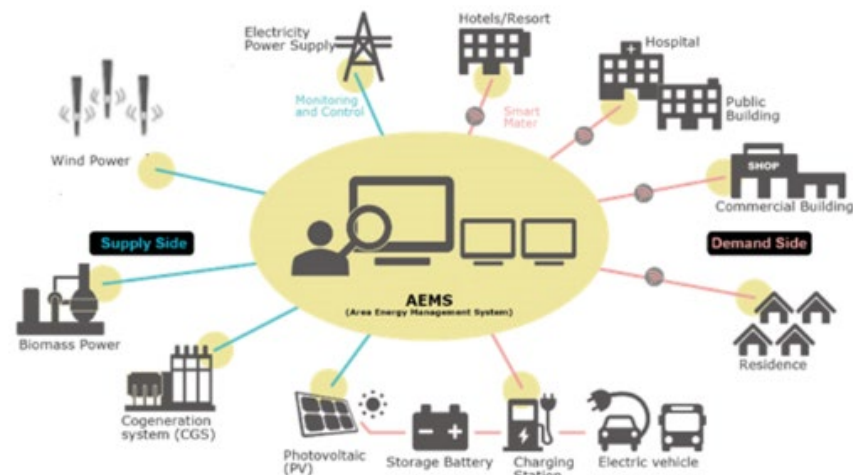 Electricity
Power Supply
Hotels/Resort
Hospital
Public
Building
Monitoring
and Control
Smart
Mater
Wind Power
SHOP
Commercial Building
Supply Side
Demand Side
AEMS
(Area Energy Management System)
Biomass Power
Residence
Cogeneration
system (CGS)
Photovoltaic
(PV)
Storage Battery
Charging
Station
Electric vehicle